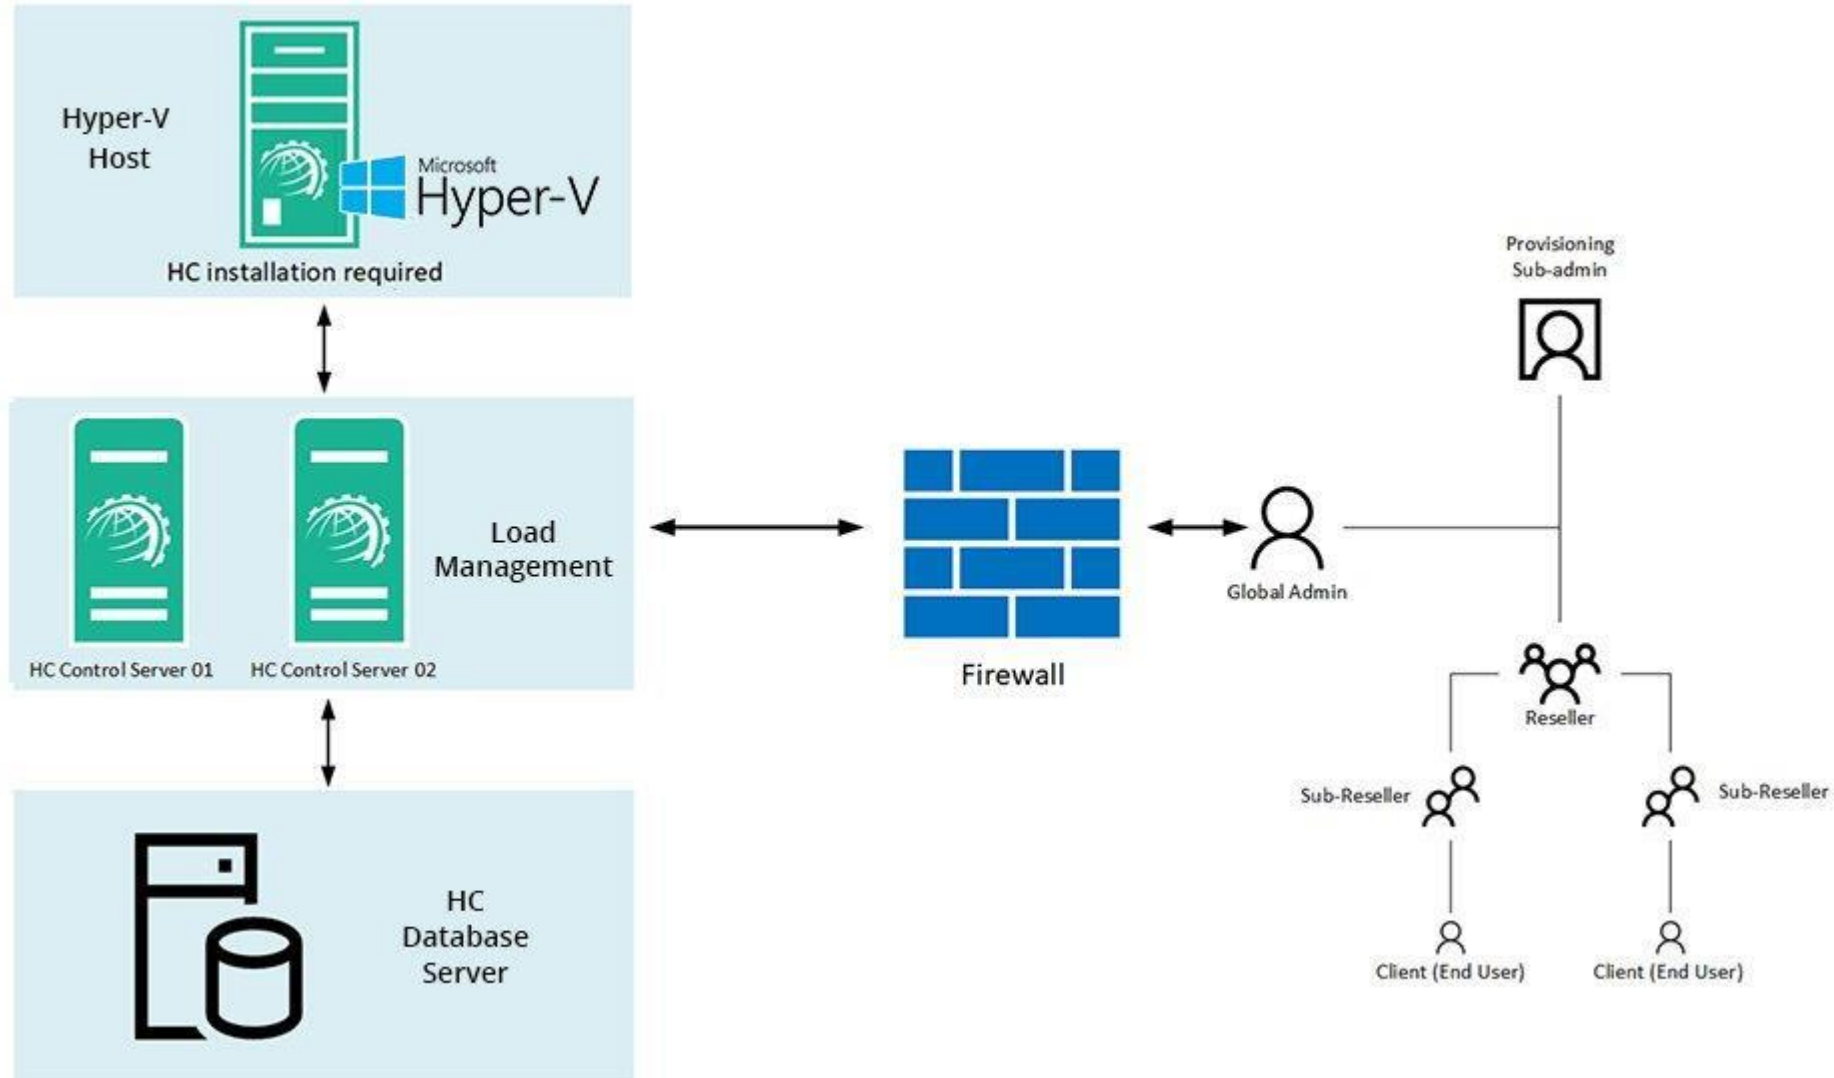 Hyper-V
Host
Microsoft
Hyper-V
HC installation required
HC Control Server 01
HC Control Server 02
Load
Management
HC
Database
Server
Firewall
Global Admin
Provisioning
Sub-admin
Reseller
Sub-Reseller
Sub-Reseller
Client (End User)
Client (End User)